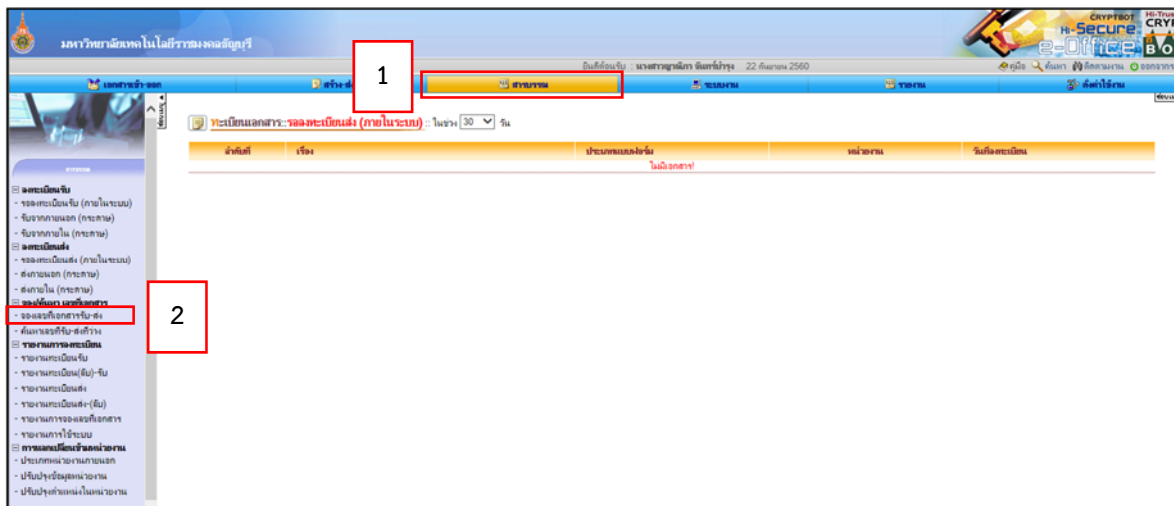 มหาวิทยาลัยเทคโนโลยีราชมงคลธัญบุรี
CRYPTBOT
Hi-Secure
e-Office
Hi-Trus
CRY
BO
ยินดีต้อนรับ : 22 กันยายน 2560
คู่มือ ค้นหา ติดตามงาน ออกจากร
เอกสารเข้า-ออก สร้าง-ส่ สารบรรณ ระบบงาน รายงาน ตั้งค่าใช้งาน
1
ทะเบียนเอกสาร::รอลงทะเบียนส่ง (ภายในระบบ) :: ในช่วง 30 วัน
ลำดับที่ เรื่อง ประเภทแบบฟอร์ม หน่วยงาน วันที่ลงทะเบียน
ไม่มีเอกสาร!
สารบรรณ
ลงทะเบียนรับ
- รอลงทะเบียนรับ (ภายในระบบ)
- รับจากภายนอก (กระดาษ)
- รับจากภายใน (กระดาษ)
ลงทะเบียนส่ง
- รอลงทะเบียนส่ง (ภายในระบบ)
- ส่งภายนอก (กระดาษ)
- ส่งภายใน (กระดาษ)
จอง/ค้นหา เลขที่เอกสาร
- จองเลขที่เอกสารรับ-ส่ง
2
- ค้นหาเลขที่รับ-ส่งที่ว่าง
รายงานการลงทะเบียน
- รายงานทะเบียนรับ
- รายงานทะเบียน(ลับ)-รับ
- รายงานทะเบียนส่ง
- รายงานทะเบียนส่ง-(ลับ)
- รายงานการจองเลขที่เอกสาร
- รายงานการใช้ระบบ
การแลกเปลี่ยนข้ามหน่วยงาน
- ประเภทหน่วยงานภายนอก
- ปรับปรุงข้อมูลหน่วยงาน
- ปรับปรุงตำแหน่งในหน่วยงาน